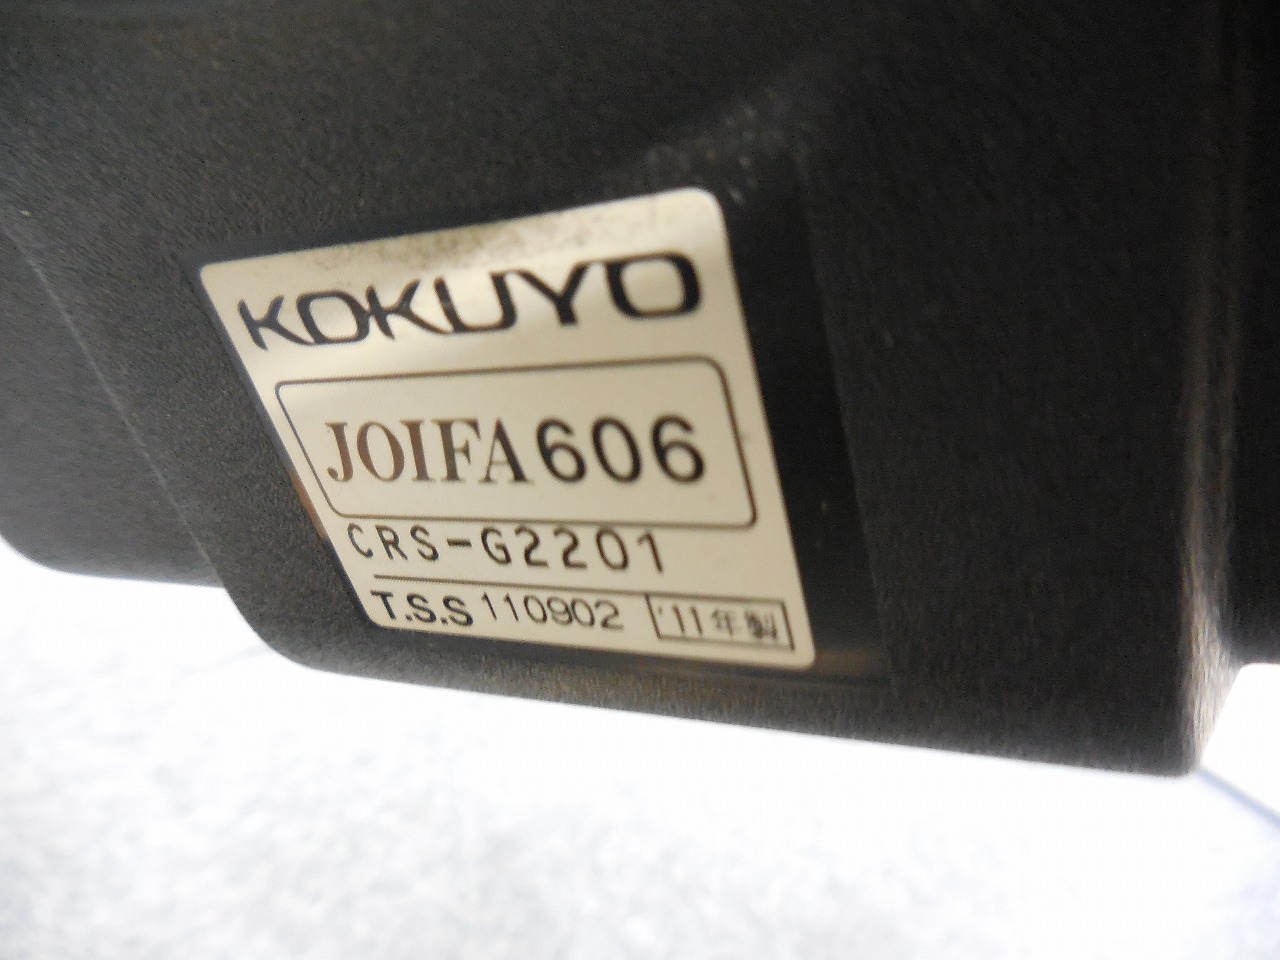 KOKUYO
JOIFA606
CRS-G2201
T.S.S 110902 '11年製